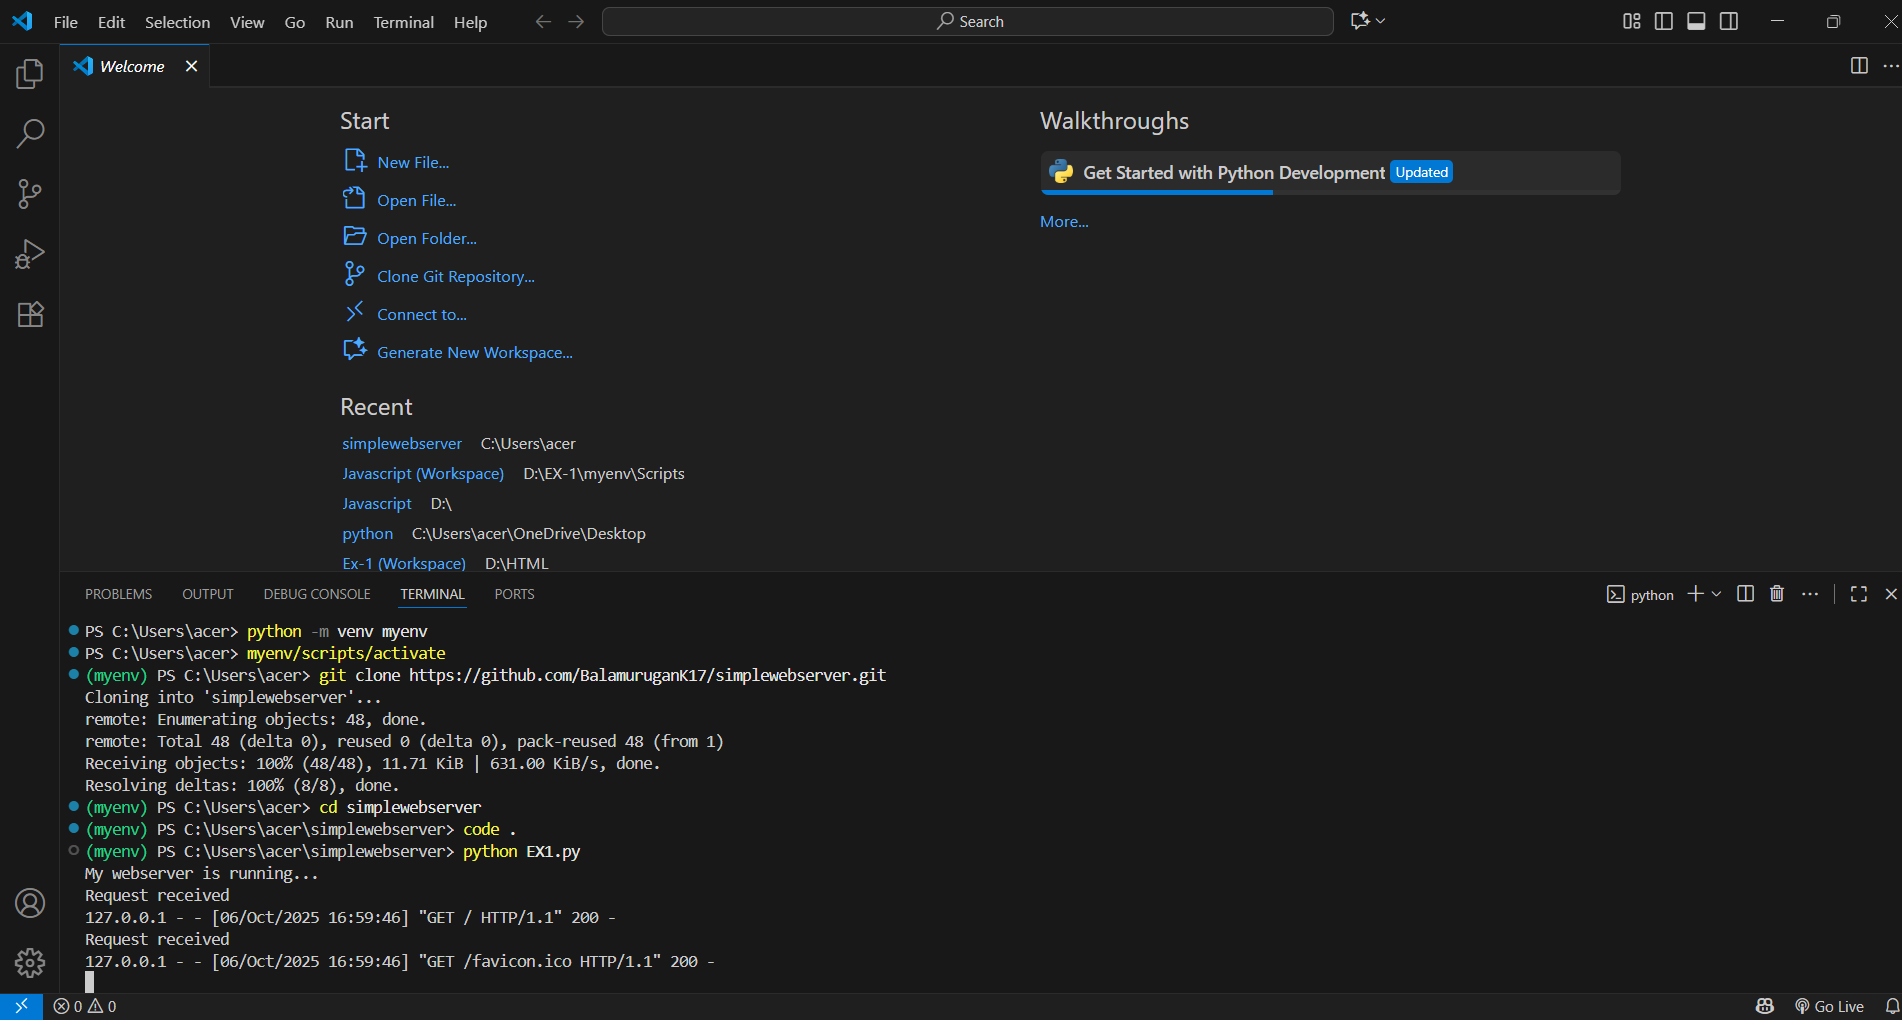 File Edit Selection View Go Run Terminal Help Search
Welcome
Start
New File...
Open File...
Open Folder...
Clone Git Repository...
Connect to...
Generate New Workspace...
Recent
simplewebserver C:\Users\acer
Javascript (Workspace) D:\EX-1\myenv\Scripts
Javascript D:\
python C:\Users\acer\OneDrive\Desktop
Ex-1 (Workspace) D:\HTML
Walkthroughs
Get Started with Python Development Updated
More...
PROBLEMS OUTPUT DEBUG CONSOLE TERMINAL PORTS python
PS C:\Users\acer> python -m venv myenv
PS C:\Users\acer> myenv/scripts/activate
(myenv) PS C:\Users\acer> git clone https://github.com/BalamuruganK17/simplewebserver.git
Cloning into 'simplewebserver'...
remote: Enumerating objects: 48, done.
remote: Total 48 (delta 0), reused 0 (delta 0), pack-reused 48 (from 1)
Receiving objects: 100% (48/48), 11.71 KiB | 631.00 KiB/s, done.
Resolving deltas: 100% (8/8), done.
(myenv) PS C:\Users\acer> cd simplewebserver
(myenv) PS C:\Users\acer\simplewebserver> code .
(myenv) PS C:\Users\acer\simplewebserver> python EX1.py
My webserver is running...
Request received
127.0.0.1 - - [06/Oct/2025 16:59:46] "GET / HTTP/1.1" 200 -
Request received
127.0.0.1 - - [06/Oct/2025 16:59:46] "GET /favicon.ico HTTP/1.1" 200 -
0 0 Go Live